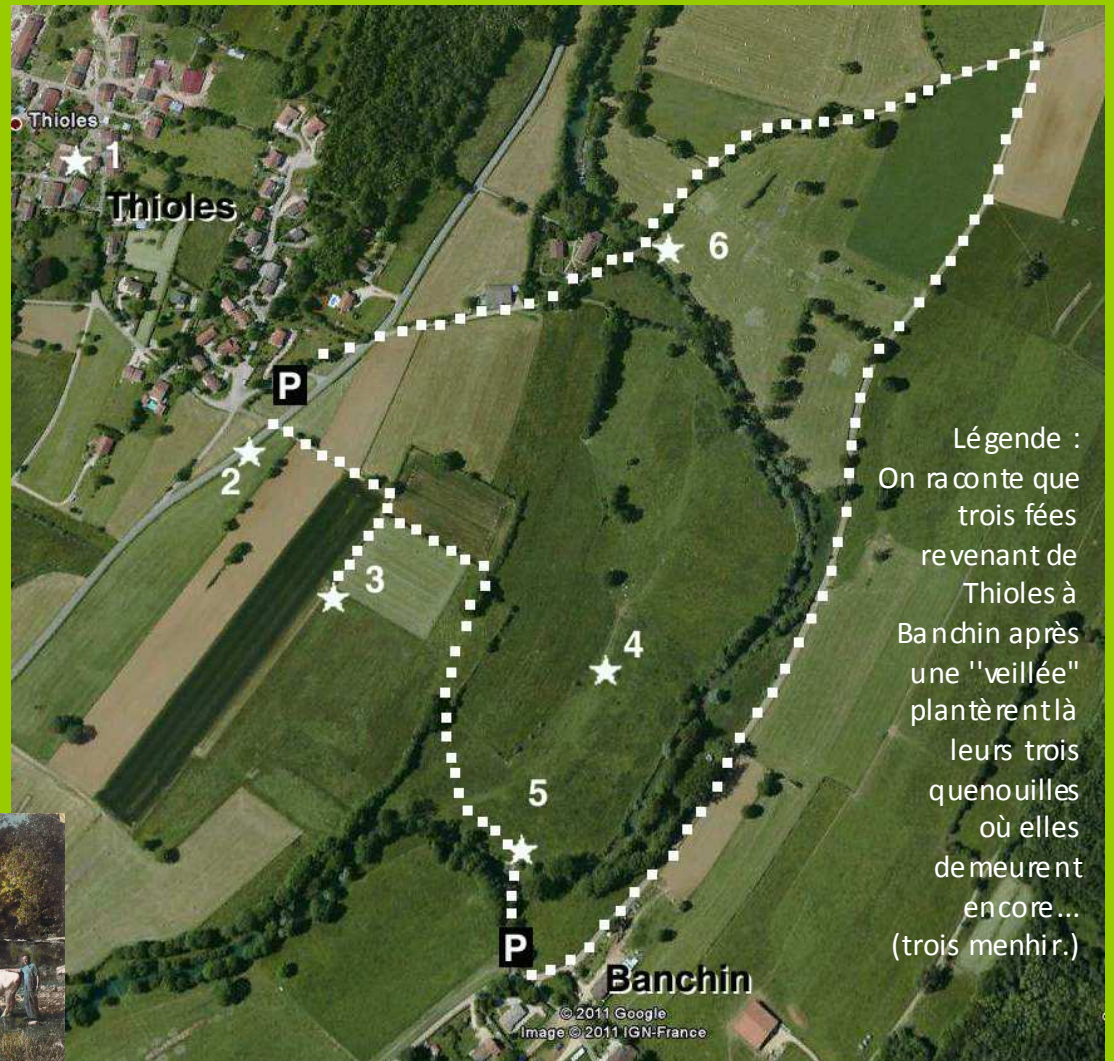 Thioles
1
Thioles
6
P
2
3
4
5
P
Banchin
© 2011 Google
Image © 2011 IGN-France
Légende :
On raconte que
trois fées
revenant de
Thioles à
Banchin après
une ''veillée"
plantèrent là
leurs trois
quenouilles
où elles
demeurent
encore...
(trois menhir.)